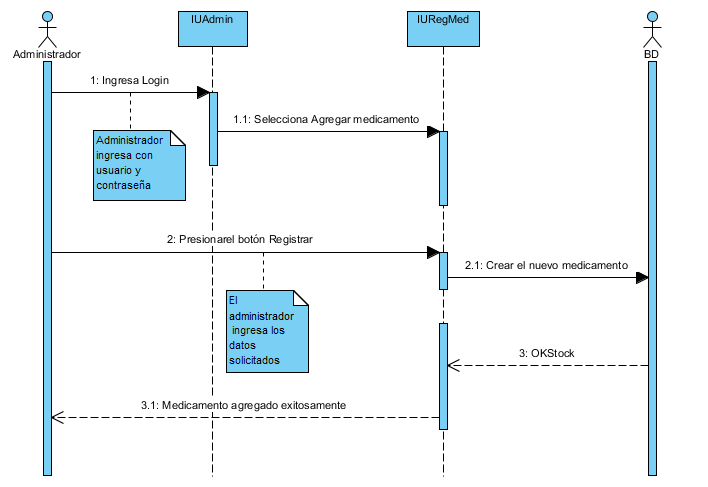 IUAdmin
IURegMed
Administrador
BD
1: Ingresa Login
1.1: Selecciona Agregar medicamento
Administrador
ingresa con
usuario y
contraseña
2: Presionarel botón Registrar
2.1: Crear el nuevo medicamento
El
administrador
ingresa los
datos
solicitados
3: OKStock
3.1: Medicamento agregado exitosamente